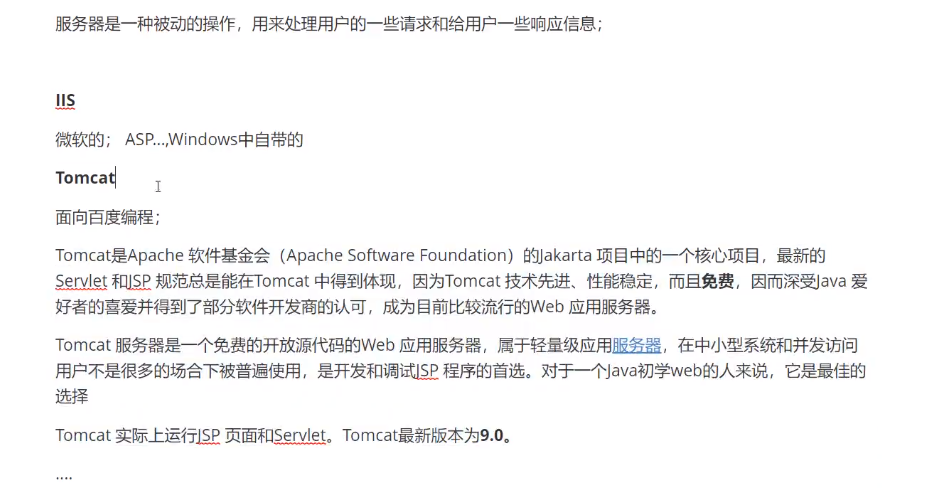 服务器是一种被动的操作，用来处理用户的一些请求和给用户一些响应信息；
IIS
微软的； ASP...,Windows中自带的
Tomcat
面向百度编程；
Tomcat是Apache 软件基金会（Apache Software Foundation）的Jakarta 项目中的一个核心项目，最新的
Servlet 和JSP 规范总是能在Tomcat 中得到体现，因为Tomcat 技术先进、性能稳定，而且免费，因而深受Java 爱
好者的喜爱并得到了部分软件开发商的认可，成为目前比较流行的Web 应用服务器。
Tomcat 服务器是一个免费的开放源代码的Web 应用服务器，属于轻量级应用服务器，在中小型系统和并发访问
用户不是很多的场合下被普遍使用，是开发和调试JSP 程序的首选。对于一个Java初学web的人来说，它是最佳的
选择
Tomcat 实际上运行JSP 页面和Servlet。Tomcat最新版本为9.0。
....